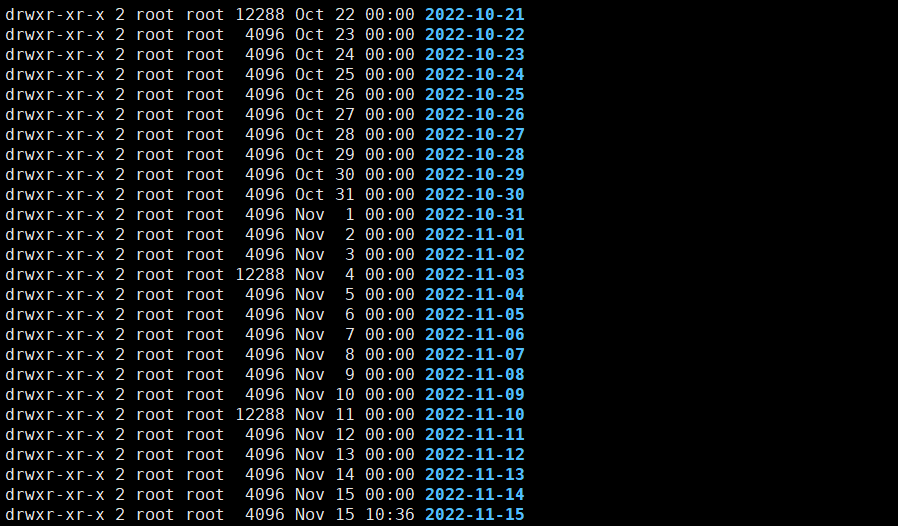 drwxr-xr-x 2 root root 12288 Oct 22 00:00 2022-10-21
drwxr-xr-x 2 root root  4096 Oct 23 00:00 2022-10-22
drwxr-xr-x 2 root root  4096 Oct 24 00:00 2022-10-23
drwxr-xr-x 2 root root  4096 Oct 25 00:00 2022-10-24
drwxr-xr-x 2 root root  4096 Oct 26 00:00 2022-10-25
drwxr-xr-x 2 root root  4096 Oct 27 00:00 2022-10-26
drwxr-xr-x 2 root root  4096 Oct 28 00:00 2022-10-27
drwxr-xr-x 2 root root  4096 Oct 29 00:00 2022-10-28
drwxr-xr-x 2 root root  4096 Oct 30 00:00 2022-10-29
drwxr-xr-x 2 root root  4096 Oct 31 00:00 2022-10-30
drwxr-xr-x 2 root root  4096 Nov  1 00:00 2022-10-31
drwxr-xr-x 2 root root  4096 Nov  2 00:00 2022-11-01
drwxr-xr-x 2 root root  4096 Nov  3 00:00 2022-11-02
drwxr-xr-x 2 root root 12288 Nov  4 00:00 2022-11-03
drwxr-xr-x 2 root root  4096 Nov  5 00:00 2022-11-04
drwxr-xr-x 2 root root  4096 Nov  6 00:00 2022-11-05
drwxr-xr-x 2 root root  4096 Nov  7 00:00 2022-11-06
drwxr-xr-x 2 root root  4096 Nov  8 00:00 2022-11-07
drwxr-xr-x 2 root root  4096 Nov  9 00:00 2022-11-08
drwxr-xr-x 2 root root  4096 Nov 10 00:00 2022-11-09
drwxr-xr-x 2 root root 12288 Nov 11 00:00 2022-11-10
drwxr-xr-x 2 root root  4096 Nov 12 00:00 2022-11-11
drwxr-xr-x 2 root root  4096 Nov 13 00:00 2022-11-12
drwxr-xr-x 2 root root  4096 Nov 14 00:00 2022-11-13
drwxr-xr-x 2 root root  4096 Nov 15 00:00 2022-11-14
drwxr-xr-x 2 root root  4096 Nov 15 10:36 2022-11-15